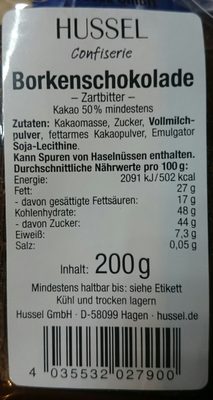 HUSSEL
Confiserie
Borkenschokolade
– Zartbitter –
Kakao 50% mindestens
Zutaten: Kakaomasse, Zucker, Vollmilch-
pulver, fettarmes Kakaopulver, Emulgator
Soja-Lecithine.
Kann Spuren von Haselnüssen enthalten.
Durchschnittliche Nährwerte pro 100 g:
Energie: 2091 kJ/502 kcal
Fett: 27 g
- davon gesättigte Fettsäuren: 17 g
Kohlenhydrate: 48 g
- davon Zucker: 44 g
Eiweiß: 7,3 g
Salz: 0,05 g
Inhalt: 200 g
Mindestens haltbar bis: siehe Etikett
Kühl und trocken lagern
Hussel GmbH · D-58099 Hagen · hussel.de
4 035532 027900